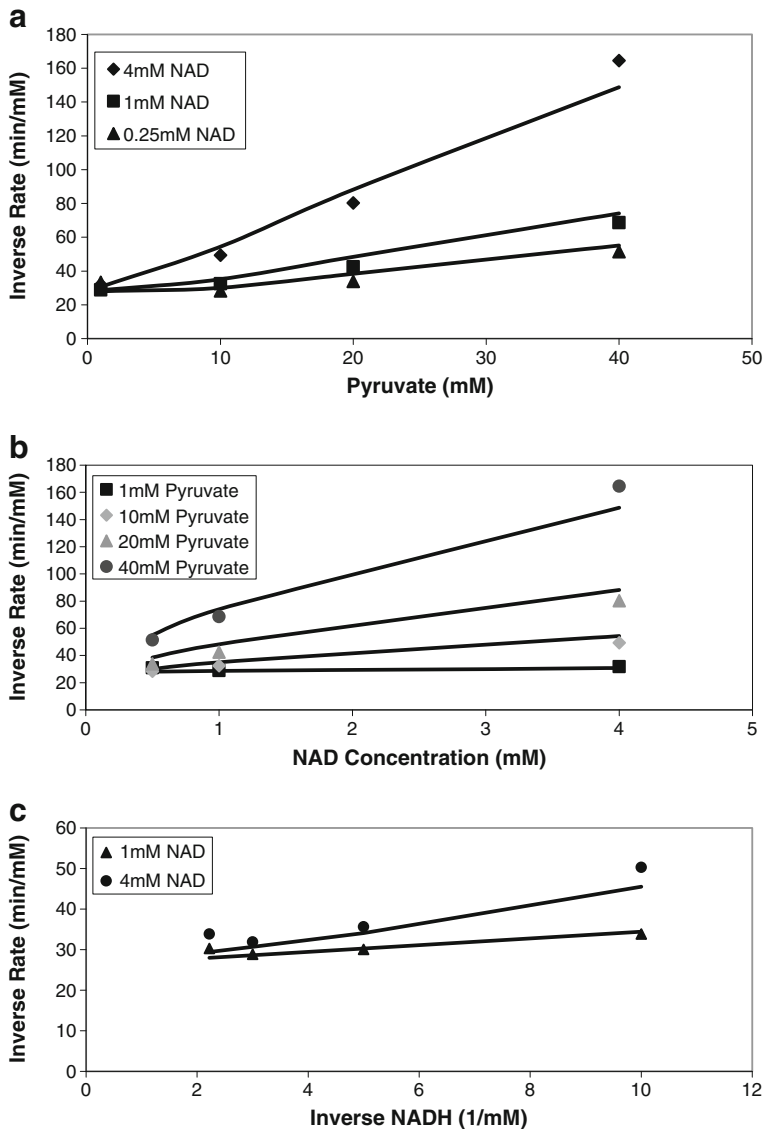 a
180
160
140
120
100
80
60
40
20
0
Inverse Rate (min/mM)
4mM NAD
1mM NAD
0.25mM NAD
0 10 20 30 40 50
Pyruvate (mM)
b
180
160
140
120
100
80
60
40
20
0
Inverse Rate (min/mM)
1mM Pyruvate
10mM Pyruvate
20mM Pyruvate
40mM Pyruvate
0 1 2 3 4 5
NAD Concentration (mM)
c
60
50
40
30
20
10
0
Inverse Rate (min/mM)
1mM NAD
4mM NAD
0 2 4 6 8 10 12
Inverse NADH (1/mM)